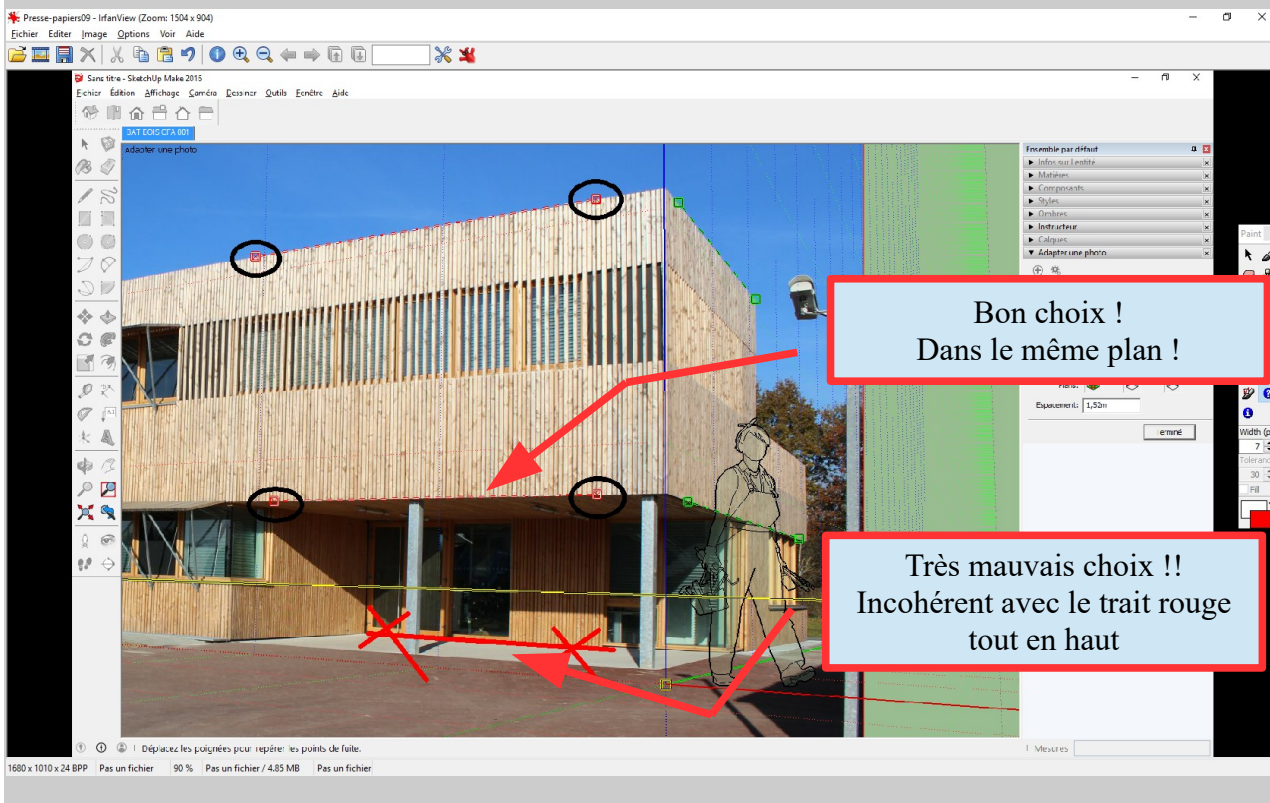 Presse-papiers09 - IrfanView (Zoom: 1504 x 904)
Fichier Editer Image Options Voir Aide
Sans titre - SketchUp Make 2015
Fichier Édition Affichage Caméra Dessiner Outils Fenêtre Aide
BAT BOIS CFA 001
Adapter une photo
Ensemble par défaut
Infos sur l'entité
Matières
Composants
Styles
Ombres
Instructeur
Calques
Adapter une photo
Paint
Bon choix !
Dans le même plan !
Plans:
Espacement: 1,52m
Terminé
Width (p
7
Toleranc
30
Fill
Très mauvais choix !!
Incohérent avec le trait rouge
tout en haut
Déplacez les poignées pour repérer les points de fuite.
Mesures
1680 x 1010 x 24 BPP Pas un fichier 90 % Pas un fichier / 4.85 MB Pas un fichier